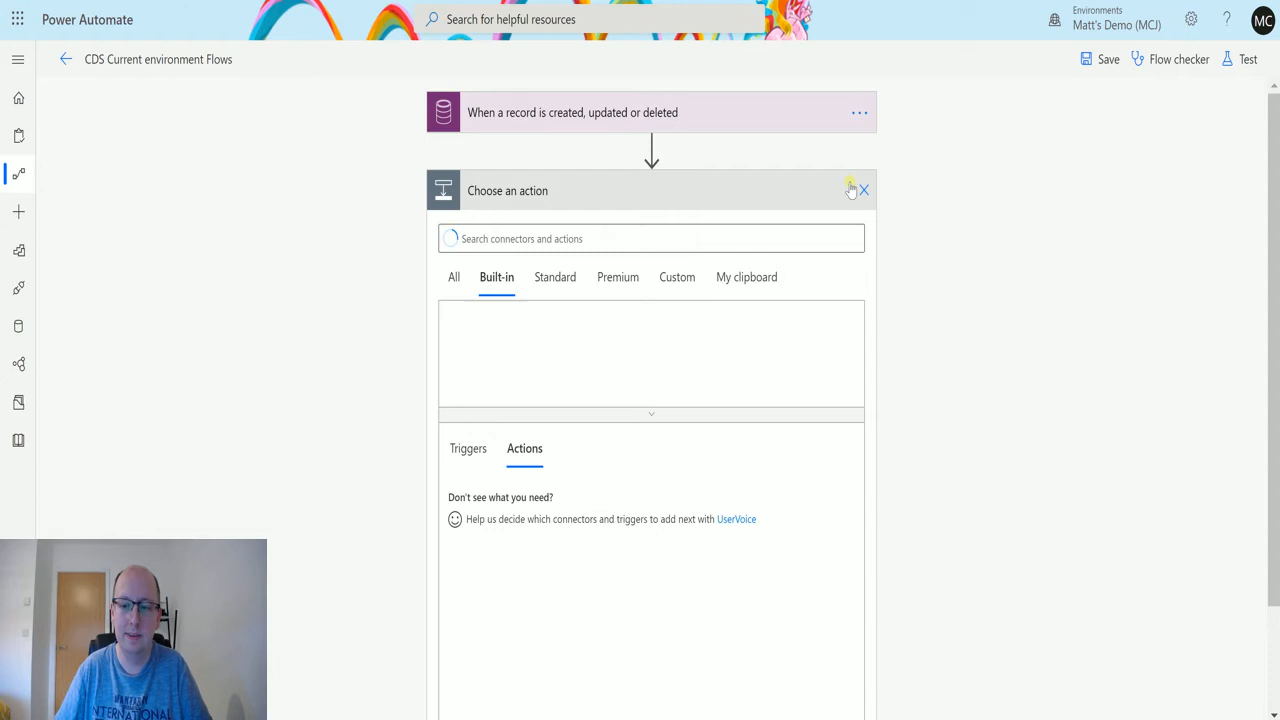 Power Automate
Search for helpful resources
Environments
Matt's Demo (MCJ)
MC
CDS Current environment Flows
Save
Flow checker
Test
When a record is created, updated or deleted
Choose an action
Search connectors and actions
All
Built-in
Standard
Premium
Custom
My clipboard
Triggers
Actions
Don't see what you need?
Help us decide which connectors and triggers to add next with UserVoice
INTERNATIONAL